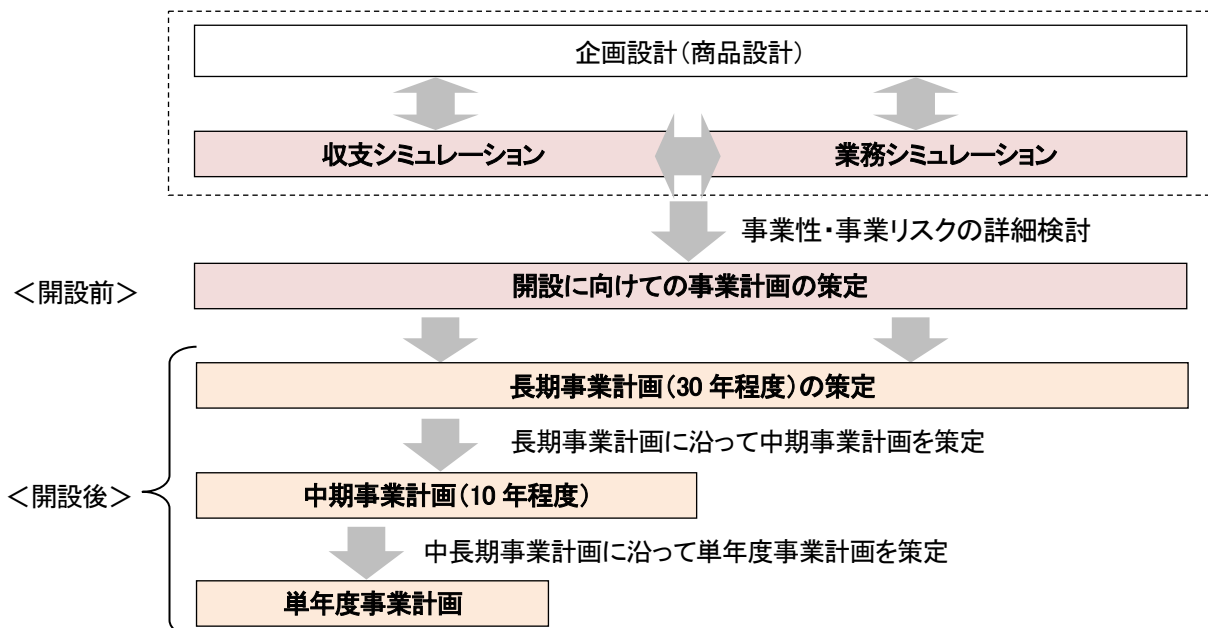 企画設計(商品設計)
収支シミュレーション
業務シミュレーション
事業性・事業リスクの詳細検討
＜開設前＞
開設に向けての事業計画の策定
長期事業計画(30 年程度)の策定
長期事業計画に沿って中期事業計画を策定
＜開設後＞
中期事業計画(10 年程度)
中長期事業計画に沿って単年度事業計画を策定
単年度事業計画